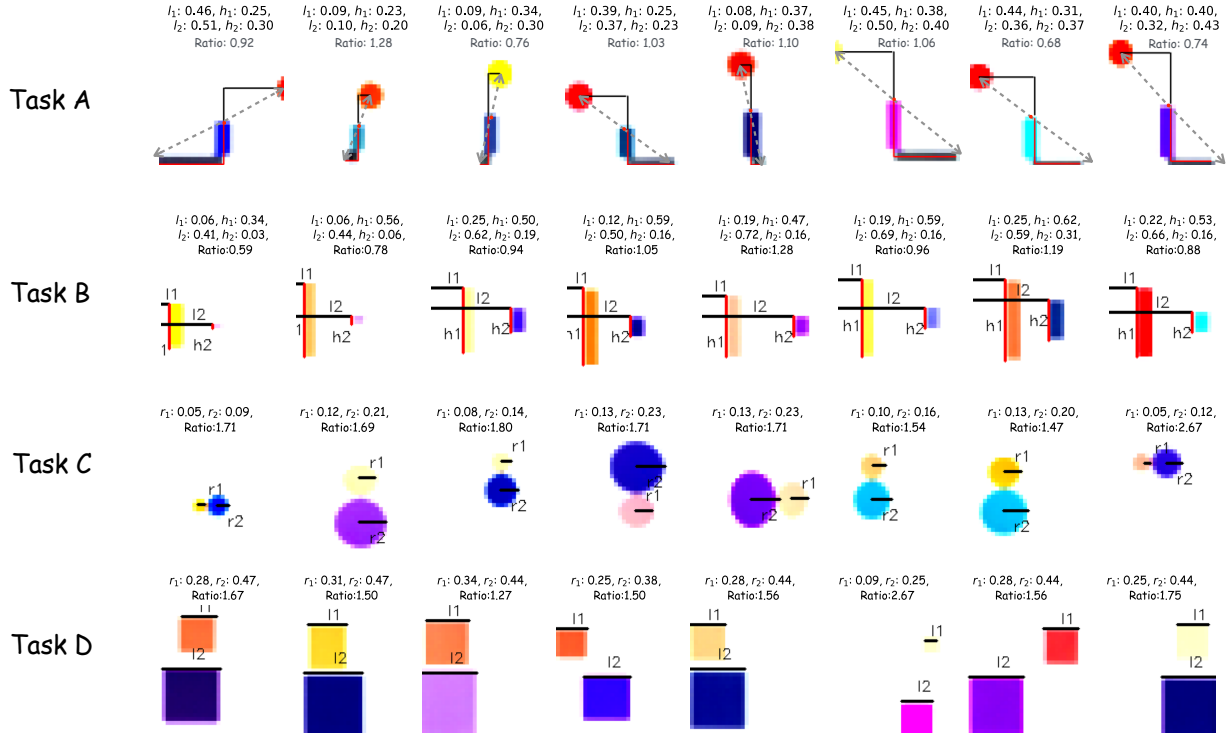 l₁: 0.46, h₁: 0.25, l₂: 0.51, h₂: 0.30
Ratio: 0.92
l₁: 0.09, h₁: 0.23, l₂: 0.10, h₂: 0.20
Ratio: 1.28
l₁: 0.09, h₁: 0.34, l₂: 0.06, h₂: 0.30
Ratio: 0.76
l₁: 0.39, h₁: 0.25, l₂: 0.37, h₂: 0.23
Ratio: 1.03
l₁: 0.08, h₁: 0.37, l₂: 0.09, h₂: 0.38
Ratio: 1.10
l₁: 0.45, h₁: 0.38, l₂: 0.50, h₂: 0.40
Ratio: 1.06
l₁: 0.44, h₁: 0.31, l₂: 0.36, h₂: 0.37
Ratio: 0.68
l₁: 0.40, h₁: 0.40, l₂: 0.32, h₂: 0.43
Ratio: 0.74
Task A
l₁: 0.06, h₁: 0.34,
l₂: 0.41, h₂: 0.03,
Ratio:0.59
l₁: 0.06, h₁: 0.56,
l₂: 0.44, h₂: 0.06,
Ratio:0.78
l₁: 0.25, h₁: 0.50,
l₂: 0.62, h₂: 0.19,
Ratio:0.94
l₁: 0.12, h₁: 0.59,
l₂: 0.50, h₂: 0.16,
Ratio:1.05
l₁: 0.19, h₁: 0.47,
l₂: 0.72, h₂: 0.16,
Ratio:1.28
l₁: 0.19, h₁: 0.59,
l₂: 0.69, h₂: 0.16,
Ratio:0.96
l₁: 0.25, h₁: 0.62,
l₂: 0.59, h₂: 0.31,
Ratio:1.19
l₁: 0.22, h₁: 0.53,
l₂: 0.66, h₂: 0.16,
Ratio:0.88
Task B
l1
l2
1
h2
l1
l2
1
h2
l1
l2
h1
h2
l1
l2
h1
h2
l1
l2
h1
h2
l1
l2
h1
h2
l1
l2
h1
h2
l1
l2
h1
h2
r₁: 0.05, r₂: 0.09,
Ratio:1.71
r₁: 0.12, r₂: 0.21,
Ratio:1.69
r₁: 0.08, r₂: 0.14,
Ratio:1.80
r₁: 0.13, r₂: 0.23,
Ratio:1.71
r₁: 0.13, r₂: 0.23,
Ratio:1.71
r₁: 0.10, r₂: 0.16,
Ratio:1.54
r₁: 0.13, r₂: 0.20,
Ratio:1.47
r₁: 0.05, r₂: 0.12,
Ratio:2.67
Task C
r1
r2
r1
r2
r1
r2
r2
r1
r1
r2
r1
r2
r1
r2
r1
r2
r₁: 0.28, r₂: 0.47,
Ratio:1.67
r₁: 0.31, r₂: 0.47,
Ratio:1.50
r₁: 0.34, r₂: 0.44,
Ratio:1.27
r₁: 0.25, r₂: 0.38,
Ratio:1.50
r₁: 0.28, r₂: 0.44,
Ratio:1.56
r₁: 0.09, r₂: 0.25,
Ratio:2.67
r₁: 0.28, r₂: 0.44,
Ratio:1.56
r₁: 0.25, r₂: 0.44,
Ratio:1.75
Task D
l1
l2
l1
l2
l1
l2
l1
l2
l1
l2
l1
l2
l1
l2
l1
l2